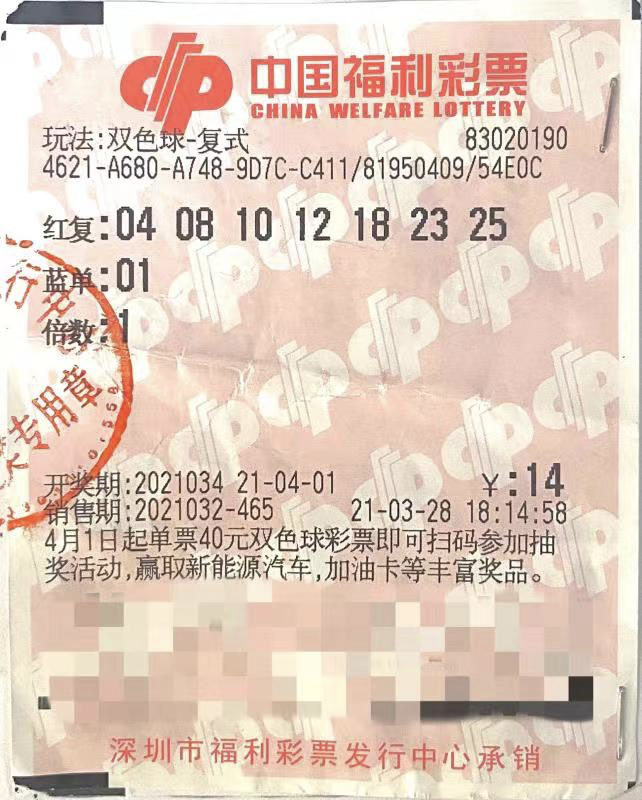 中国福利彩票
CHINA WELFARE LOTTERY
玩法:双色球-复式 83020190
4621-A680-A748-9D7C-C411/81950409/54E0C
红复:04 08 10 12 18 23 25
蓝单:01
倍数:1
专用章
开奖期:2021034 21-04-01 ￥:14
销售期:2021032-465 21-03-28 18:14:58
4月1日起单票40元双色球彩票即可扫码参加抽
奖活动,赢取新能源汽车,加油卡等丰富奖品。
深圳市福利彩票发行中心承销